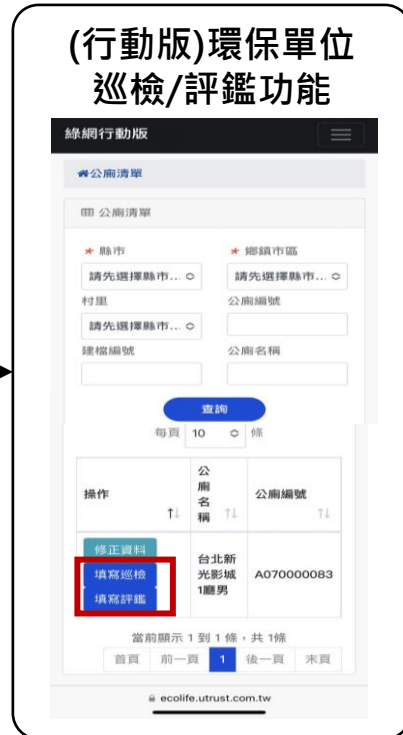 (行動版)環保單位
巡檢/評鑑功能
綠網行動版
公廁清單
公廁清單
* 縣市
* 鄉鎮市區
請先選擇縣市...
請先選擇縣市...
村里
公廁編號
請先選擇縣市...
建檔編號
公廁名稱
查詢
每頁 10 條
操作
公廁名稱
公廁編號
修正資料
填寫巡檢
填寫評鑑
台北新
光影城
1廳男
A070000083
當前顯示 1 到 1 條，共 1條
首頁 前一頁 1 後一頁 末頁
ecolife.utrust.com.tw